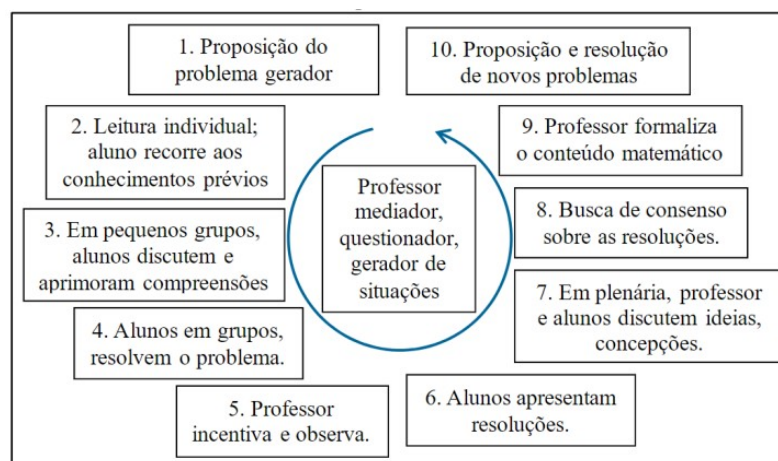 1. Proposição do
problema gerador
2. Leitura individual;
aluno recorre aos
conhecimentos prévios
3. Em pequenos grupos,
alunos discutem e
aprimoram compreensões
4. Alunos em grupos,
resolvem o problema.
5. Professor
incentiva e observa.
6. Alunos apresentam
resoluções.
7. Em plenária, professor
e alunos discutem ideias,
concepções.
8. Busca de consenso
sobre as resoluções.
9. Professor formaliza
o conteúdo matemático
10. Proposição e resolução
de novos problemas
Professor
mediador,
questionador,
gerador de
situações